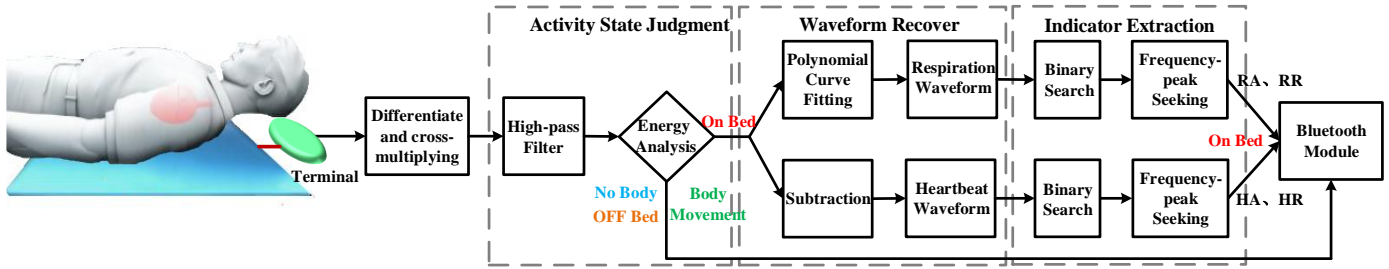 Activity State Judgment
Waveform Recover
Indicator Extraction
Terminal
Differentiate
and cross-
multiplying
High-pass
Filter
Energy
Analysis
On Bed
No Body
OFF Bed
Body
Movement
Polynomial
Curve
Fitting
Respiration
Waveform
Binary
Search
Frequency-
peak
Seeking
RA、RR
Subtraction
Heartbeat
Waveform
Binary
Search
Frequency-
peak
Seeking
HA、HR
On Bed
Bluetooth
Module